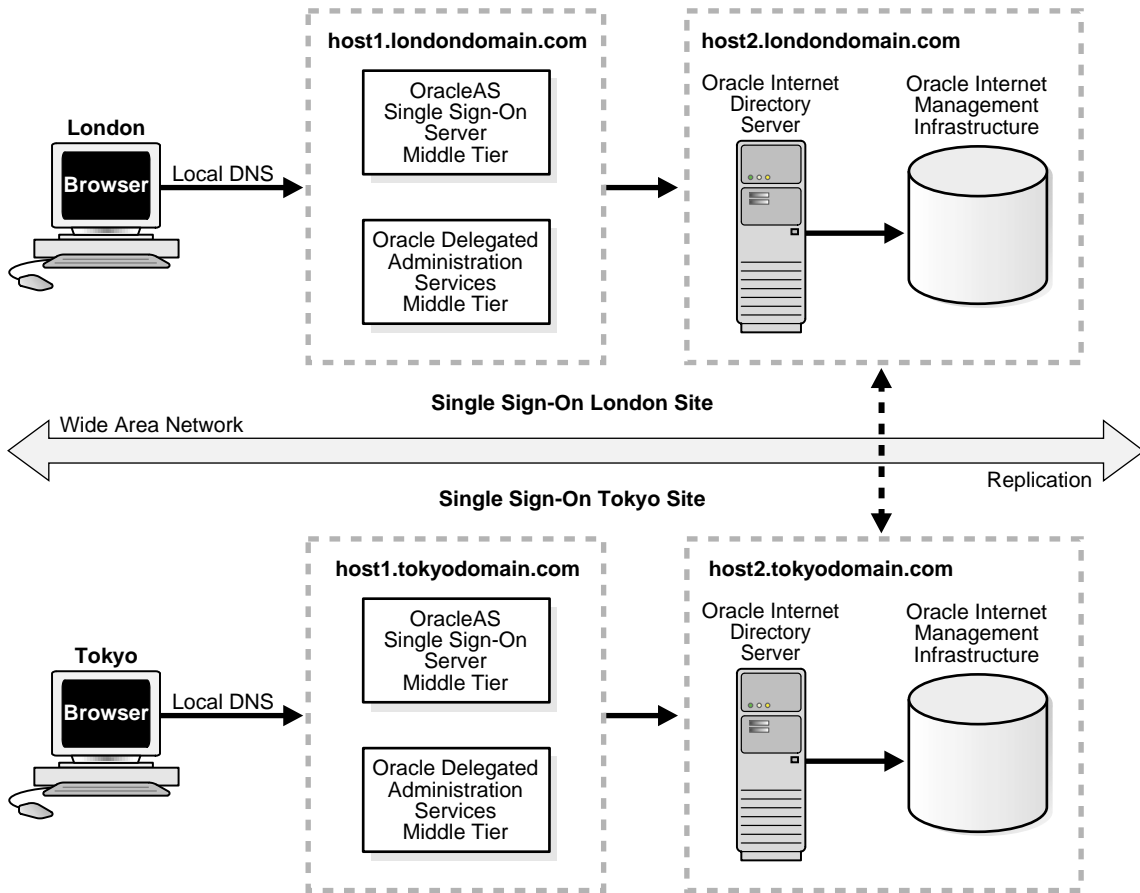 host1.londondomain.com
host2.londondomain.com
London
Browser
Local DNS
OracleAS
Single Sign-On
Server
Middle Tier
Oracle Delegated
Administration
Services
Middle Tier
Oracle Internet
Directory
Server
Oracle Internet
Management
Infrastructure
Single Sign-On London Site
Wide Area Network
Replication
Single Sign-On Tokyo Site
host1.tokyodomain.com
host2.tokyodomain.com
Tokyo
Browser
Local DNS
OracleAS
Single Sign-On
Server
Middle Tier
Oracle Delegated
Administration
Services
Middle Tier
Oracle Internet
Directory
Server
Oracle Internet
Management
Infrastructure